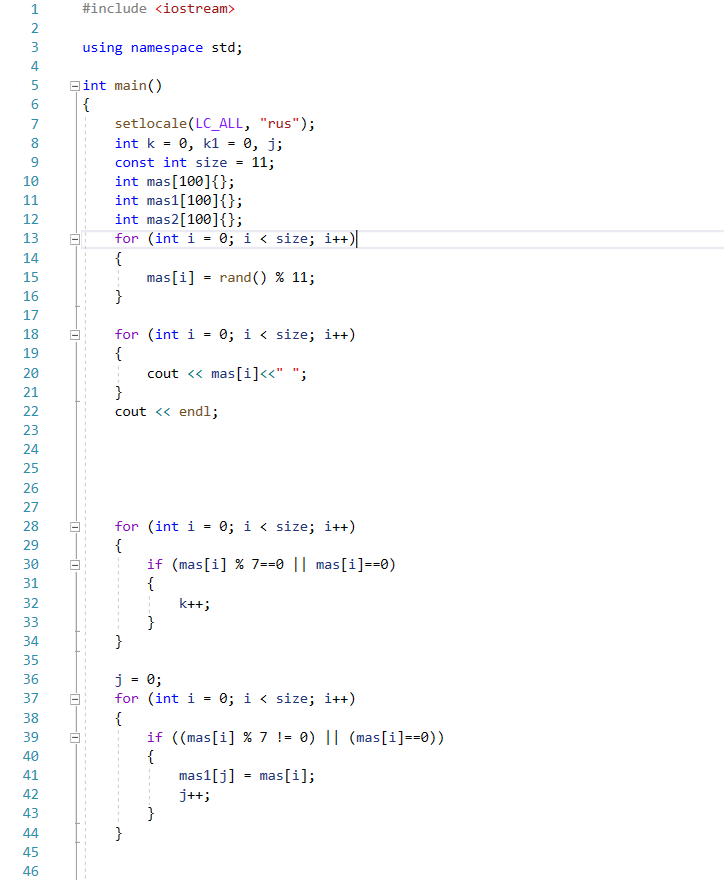 1 #include <iostream>
2
3 using namespace std;
4
5 int main()
6 {
7 setlocale(LC_ALL, "rus");
8 int k = 0, k1 = 0, j;
9 const int size = 11;
10 int mas[100]{};
11 int mas1[100]{};
12 int mas2[100]{};
13 for (int i = 0; i < size; i++)
14 {
15 mas[i] = rand() % 11;
16 }
17
18 for (int i = 0; i < size; i++)
19 {
20 cout << mas[i]<<" ";
21 }
22 cout << endl;
23
24
25
26
27
28 for (int i = 0; i < size; i++)
29 {
30 if (mas[i] % 7==0 || mas[i]==0)
31 {
32 k++;
33 }
34 }
35
36 j = 0;
37 for (int i = 0; i < size; i++)
38 {
39 if ((mas[i] % 7 != 0) || (mas[i]==0))
40 {
41 mas1[j] = mas[i];
42 j++;
43 }
44 }
45
46